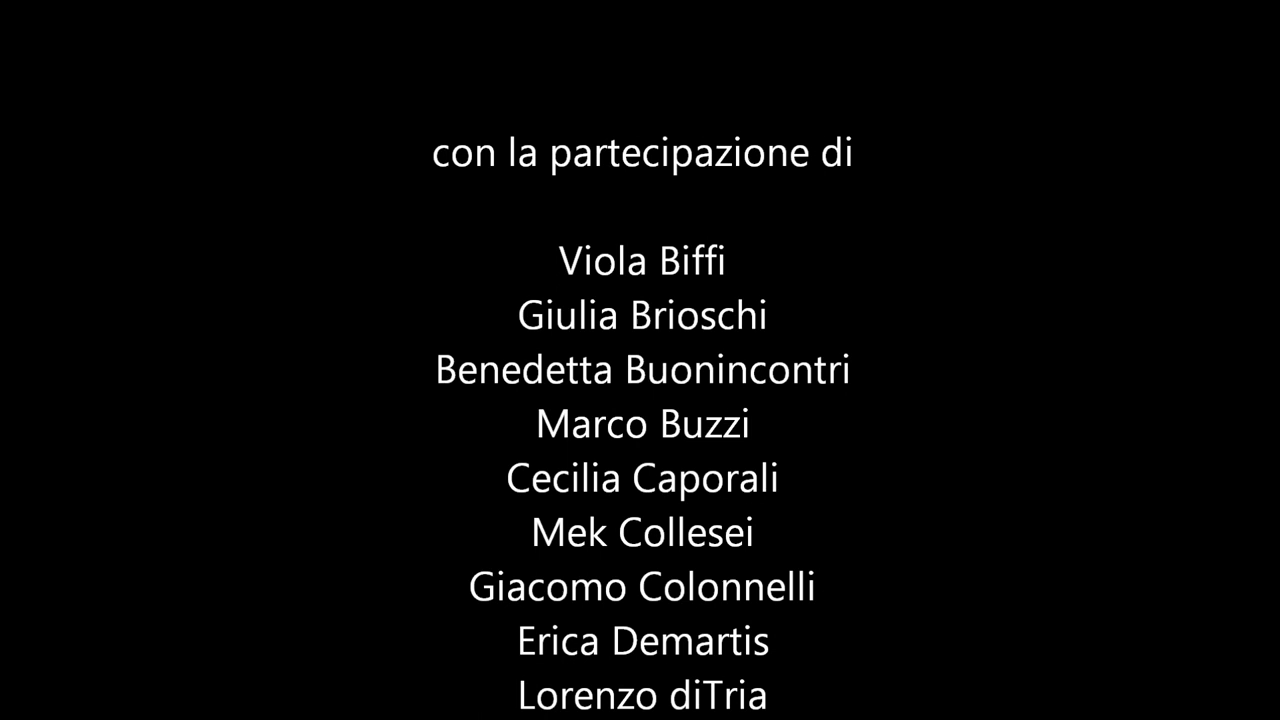 con la partecipazione di
Viola Biffi
Giulia Brioschi
Benedetta Buonincontri
Marco Buzzi
Cecilia Caporali
Mek Collesei
Giacomo Colonnelli
Erica Demartis
Lorenzo diTria